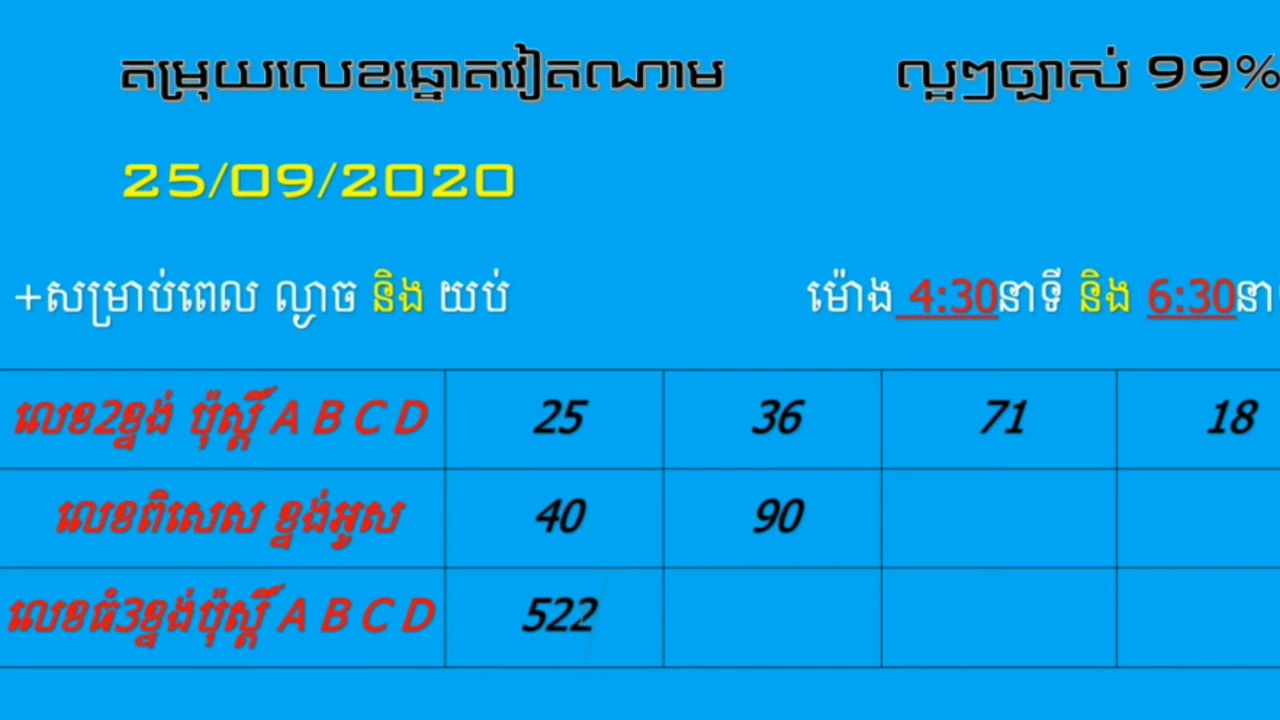 តម្រុយលេខឆ្នោតវៀតណាម ល្អៗច្បាស់ 99%
25/09/2020
+សម្រាប់ពេល ល្ងាច និង យប់ ម៉ោង 4:30នាទី និង 6:30នា
លេខ2ខ្ទង់ ប៉ុស្តិ៍ A B C D 25 36 71 18
លេខពិសេស ខ្ទង់អូស 40 90
លេខធំ3ខ្ទង់ប៉ុស្តិ៍ A B C D 522